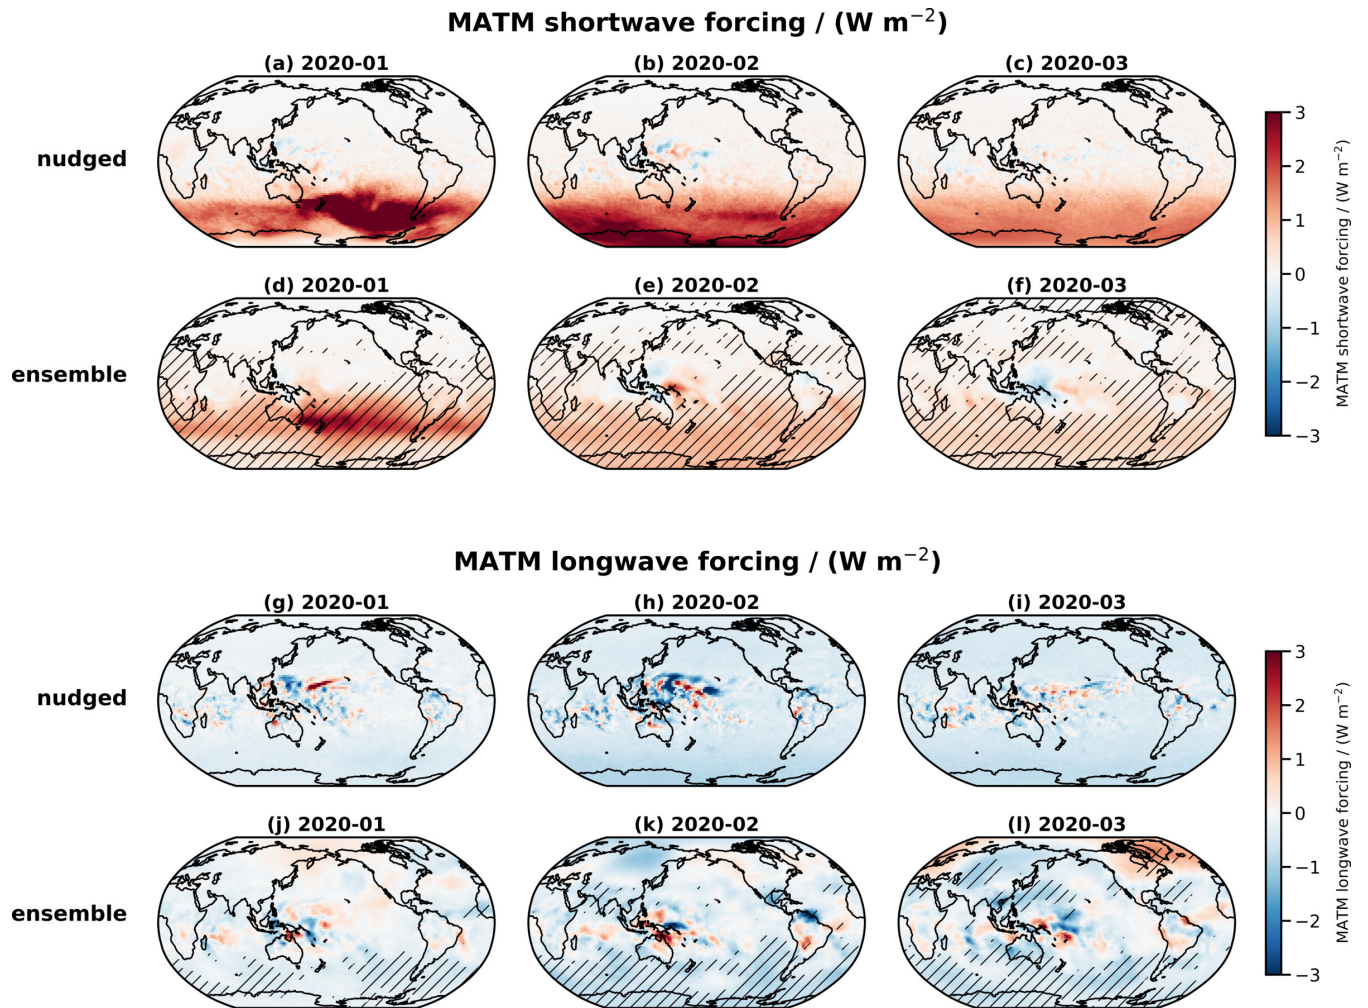 MATM shortwave forcing / (W m⁻²)
(a) 2020-01
(b) 2020-02
(c) 2020-03
nudged
(d) 2020-01
(e) 2020-02
(f) 2020-03
ensemble
3
2
1
0
−1
−2
−3
MATM shortwave forcing / (W m⁻²)
MATM longwave forcing / (W m⁻²)
(g) 2020-01
(h) 2020-02
(i) 2020-03
nudged
(j) 2020-01
(k) 2020-02
(l) 2020-03
ensemble
3
2
1
0
−1
−2
−3
MATM longwave forcing / (W m⁻²)